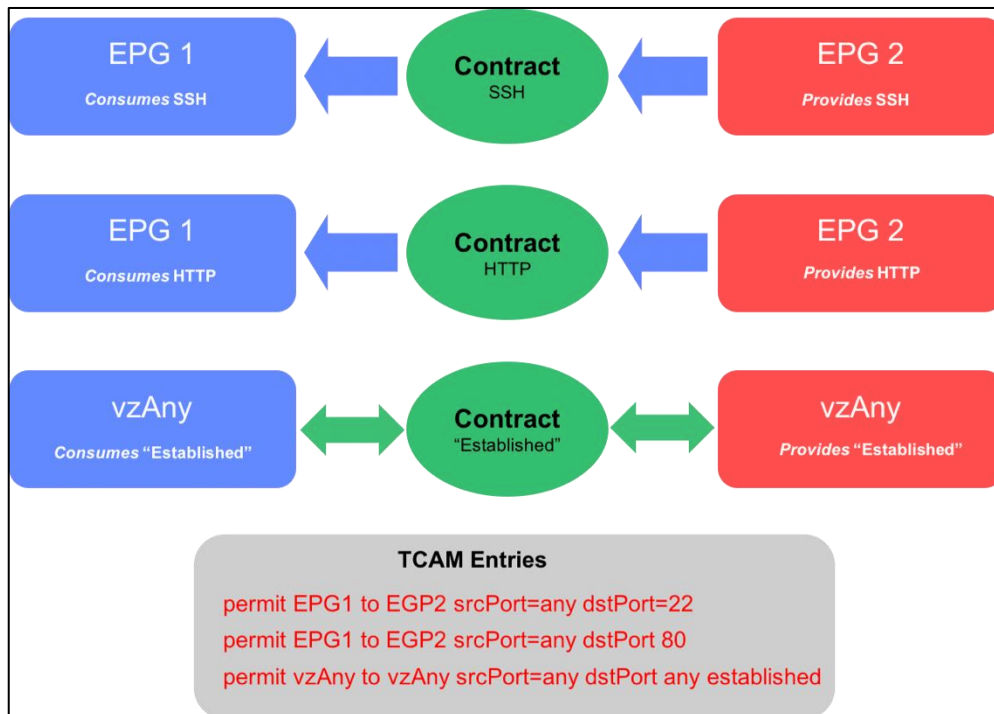 EPG 1
Consumes SSH
Contract
SSH
EPG 2
Provides SSH
EPG 1
Consumes HTTP
Contract
HTTP
EPG 2
Provides HTTP
vzAny
Consumes “Established”
Contract
“Established”
vzAny
Provides “Established”
TCAM Entries
permit EPG1 to EGP2 srcPort=any dstPort=22
permit EPG1 to EGP2 srcPort=any dstPort 80
permit vzAny to vzAny srcPort=any dstPort any established